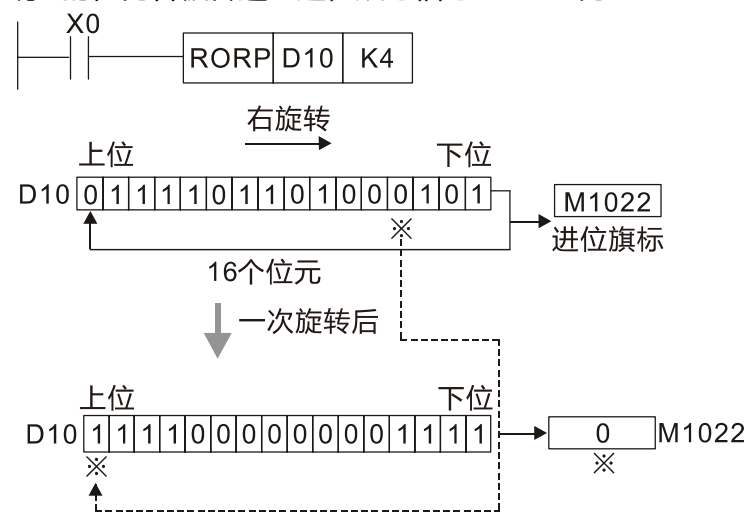 X0
RORP D10 K4
右旋转
上位 下位
D10 0 1 1 1 1 0 1 1 0 1 0 0 0 1 0 1 M1022
※ 进位旗标
16个位元
一次旋转后
上位 下位
D10 1 1 1 1 0 0 0 0 0 0 0 0 1 1 1 1 0 M1022
※ ※